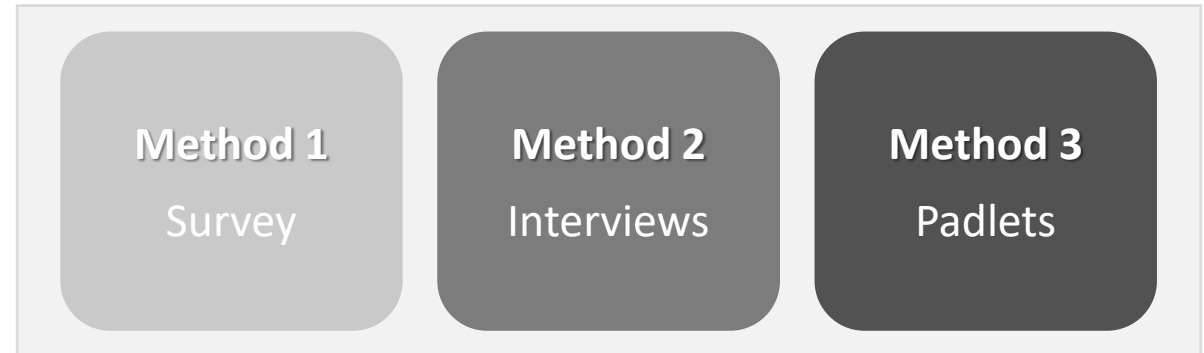 Method 1
Survey
Method 2
Interviews
Method 3
Padlets